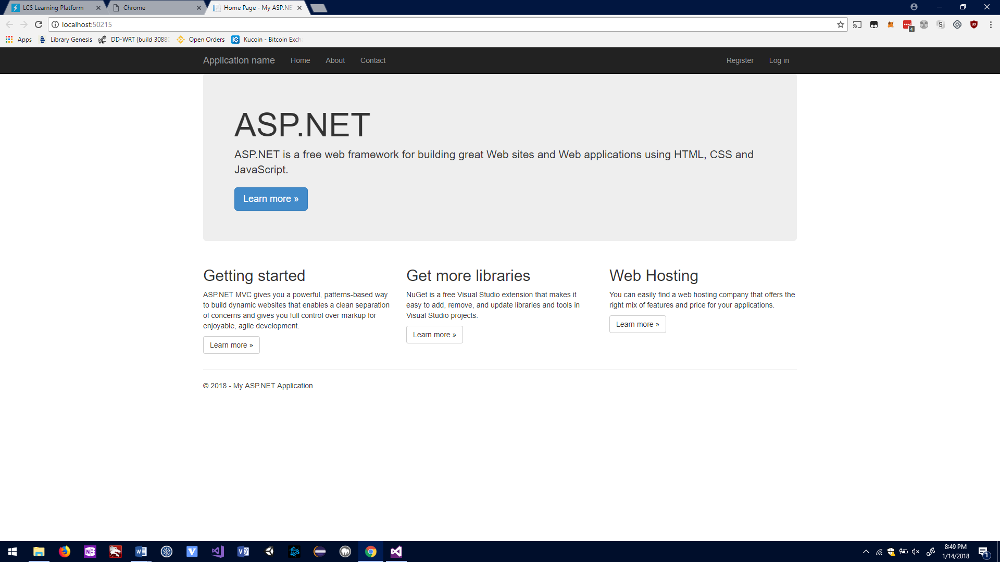 LCS Learning Platform
Chrome
Home Page - My ASP.NE
localhost:50215
Apps
Library Genesis
DD-WRT (build 3088
Open Orders
Kucoin - Bitcoin Exch
Application name
Home
About
Contact
Register
Log in
ASP.NET
ASP.NET is a free web framework for building great Web sites and Web applications using HTML, CSS and
JavaScript.
Learn more »
Getting started
ASP.NET MVC gives you a powerful, patterns-based way
to build dynamic websites that enables a clean separation
of concerns and gives you full control over markup for
enjoyable, agile development.
Learn more »
Get more libraries
NuGet is a free Visual Studio extension that makes it
easy to add, remove, and update libraries and tools in
Visual Studio projects.
Learn more »
Web Hosting
You can easily find a web hosting company that offers the
right mix of features and price for your applications.
Learn more »
© 2018 - My ASP.NET Application
8:49 PM
1/14/2018
1